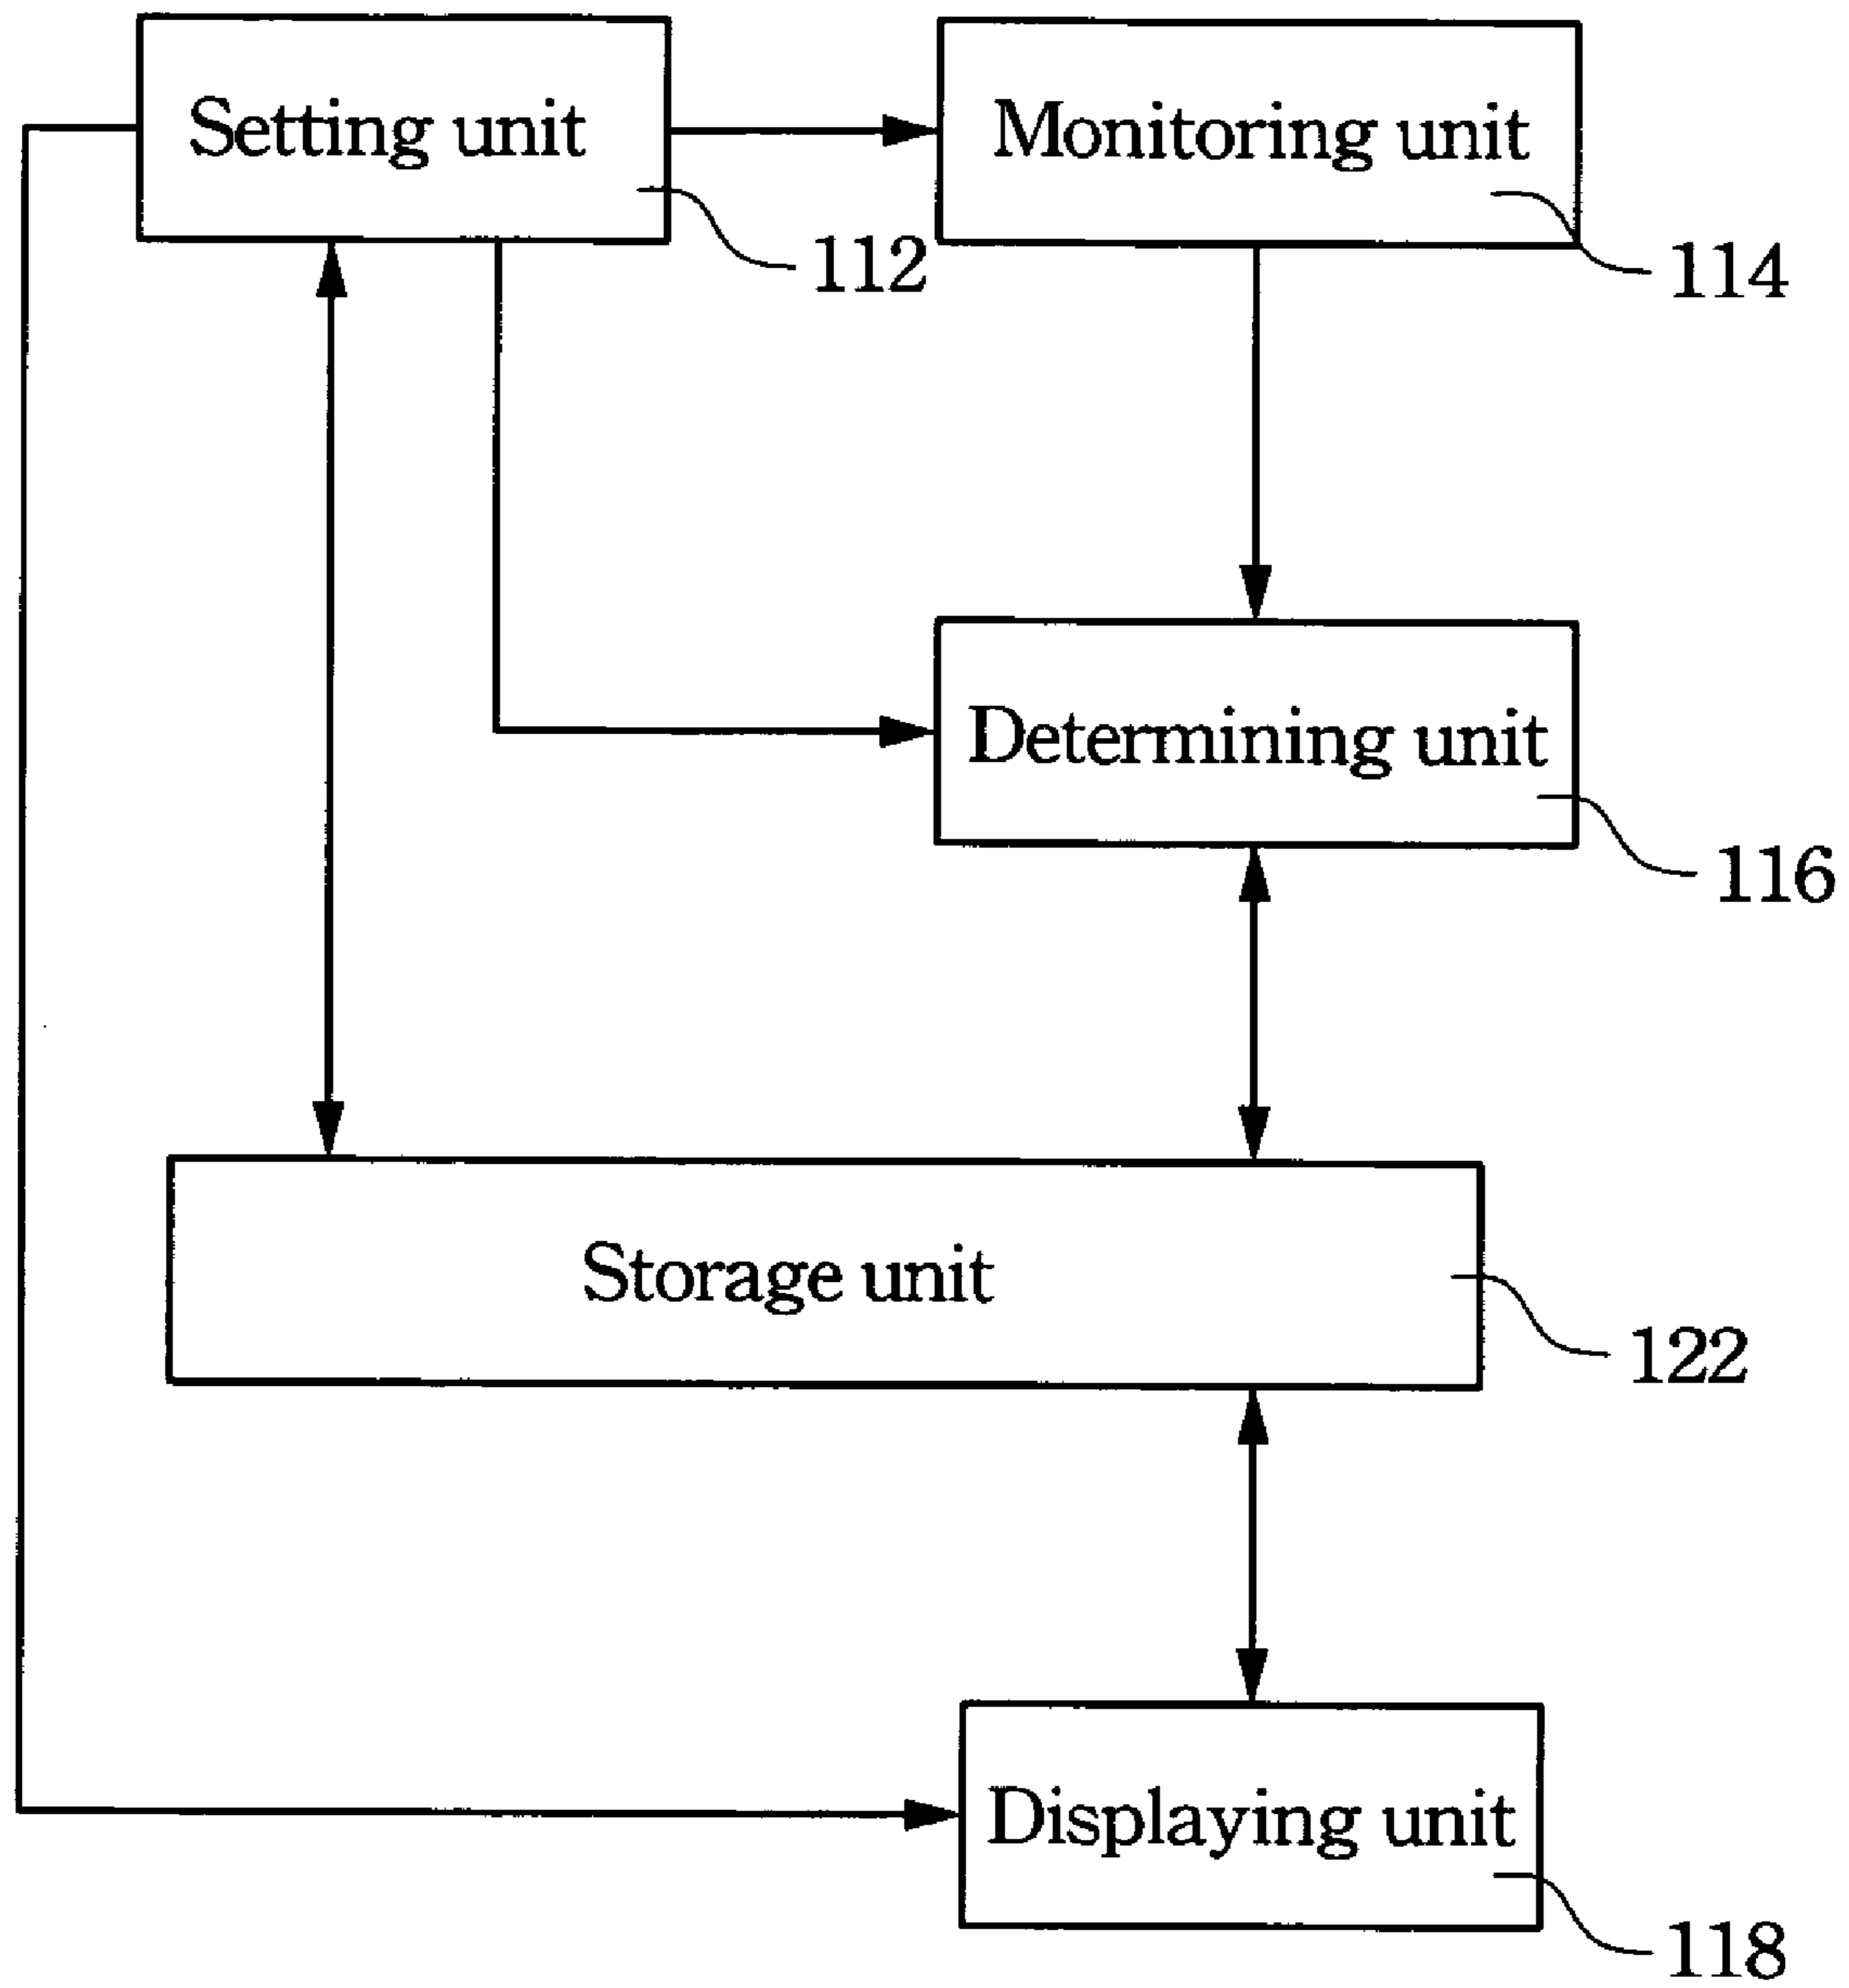 Setting unit
Monitoring unit
112
114
Determining unit
116
Storage unit
122
Displaying unit
118